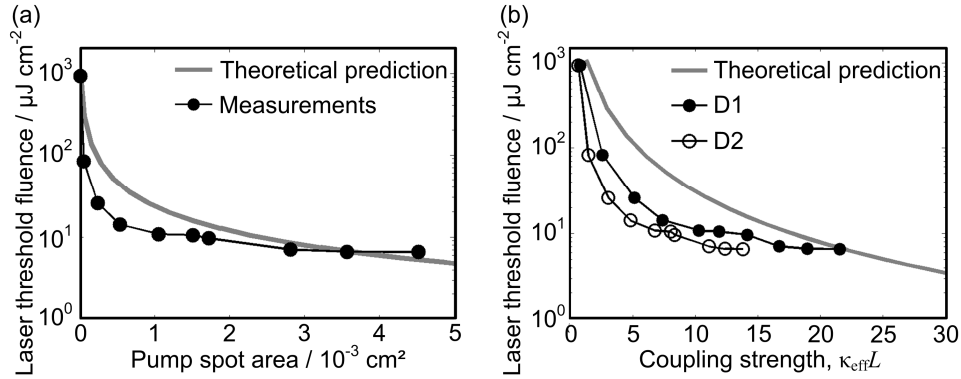 (a)
Laser threshold fluence / µJ cm⁻²
10³
10²
10¹
10⁰
Theoretical prediction
Measurements
0 1 2 3 4 5
Pump spot area / 10⁻³ cm²
(b)
Laser threshold fluence / µJ cm⁻²
10³
10²
10¹
10⁰
Theoretical prediction
D1
D2
0 5 10 15 20 25 30
Coupling strength, κeffL